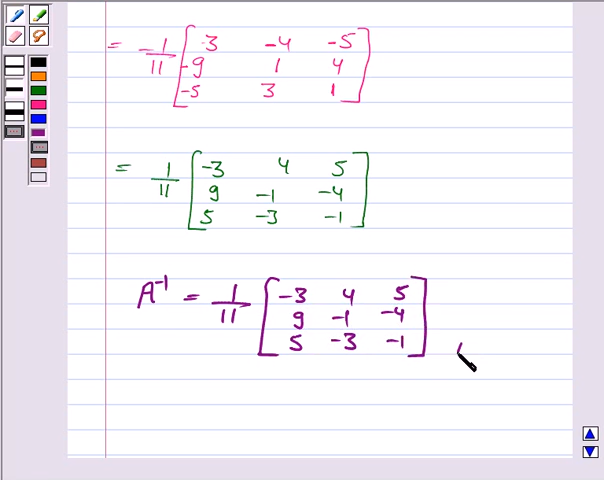 = -1/11 [3 -4 -5
-9 1 4
-5 3 1]
= 1/11 [-3 4 5
9 -1 -4
5 -3 -1]
A⁻¹ = 1/11 [-3 4 5
9 -1 -4
5 -3 -1]